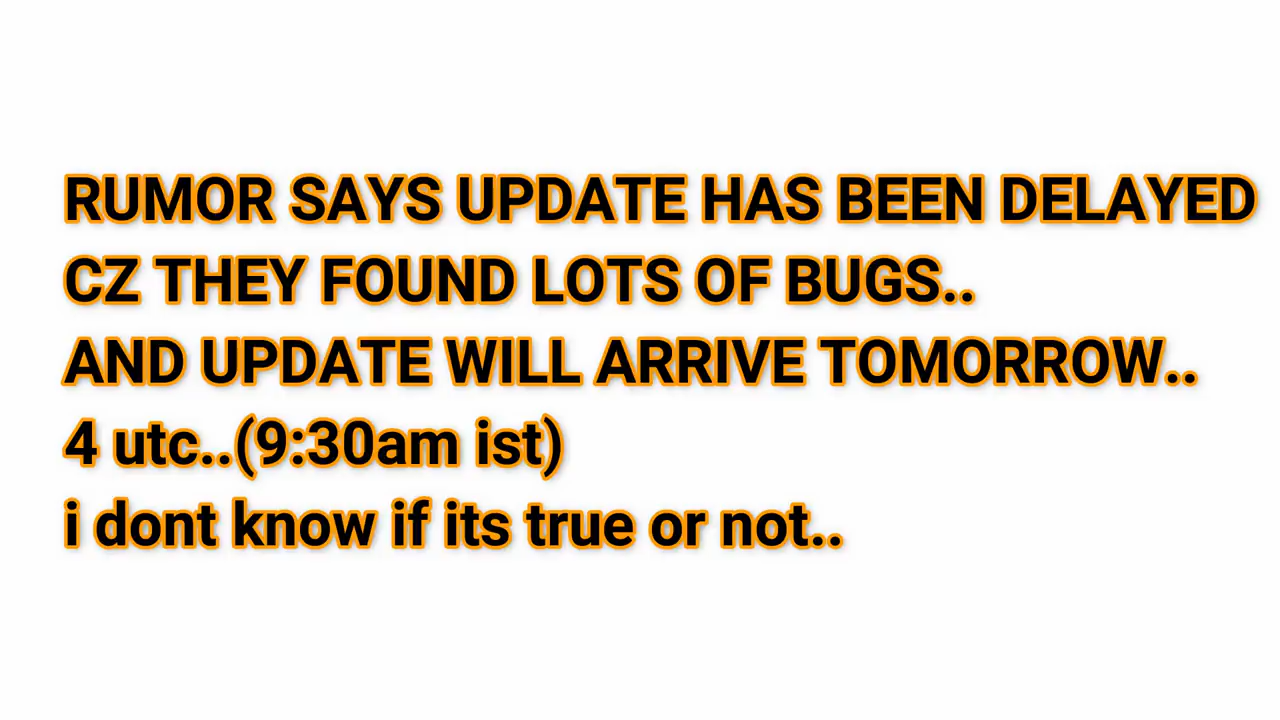 RUMOR SAYS UPDATE HAS BEEN DELAYED
CZ THEY FOUND LOTS OF BUGS..
AND UPDATE WILL ARRIVE TOMORROW..
4 utc..(9:30am ist)
i dont know if its true or not..